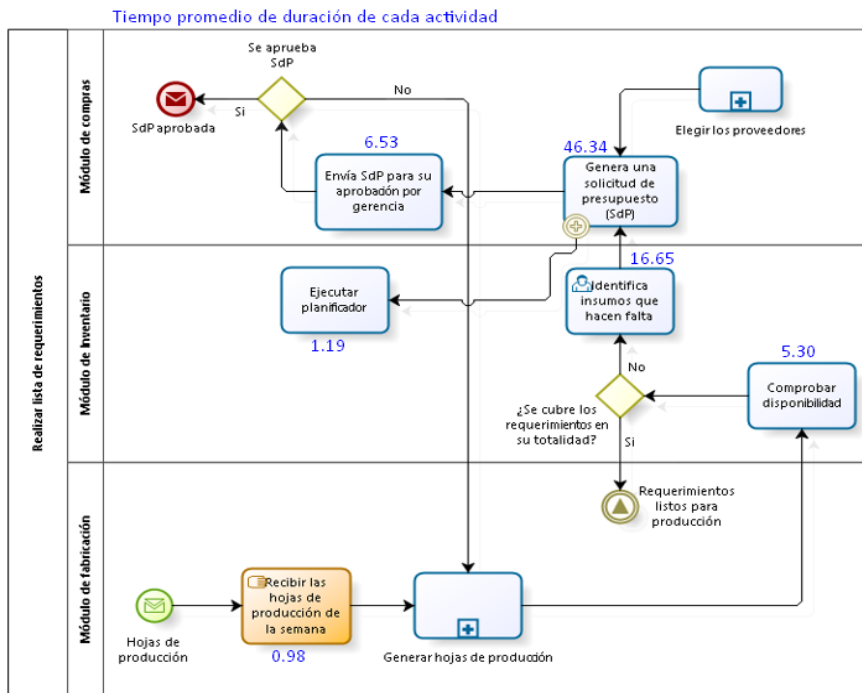 Tiempo promedio de duración de cada actividad
Realizar lista de requerimientos
Módulo de compras
Se aprueba
SdP
Si
No
SdP aprobada
6.53
Envía SdP para su
aprobación por
gerencia
46.34
Genera una
solicitud de
presupuesto
(SdP)
Elegir los proveedores
Módulo de Inventario
Ejecutar
planificador
1.19
16.65
Identifica
insumos que
hacen falta
5.30
Comprobar
disponibilidad
No
¿Se cubre los
requerimientos en
su totalidad?
Si
Módulo de fabricación
Requerimientos
listos para
producción
Hojas de
producción
Recibir las
hojas de
producción de
la semana
0.98
Generar hojas de producción